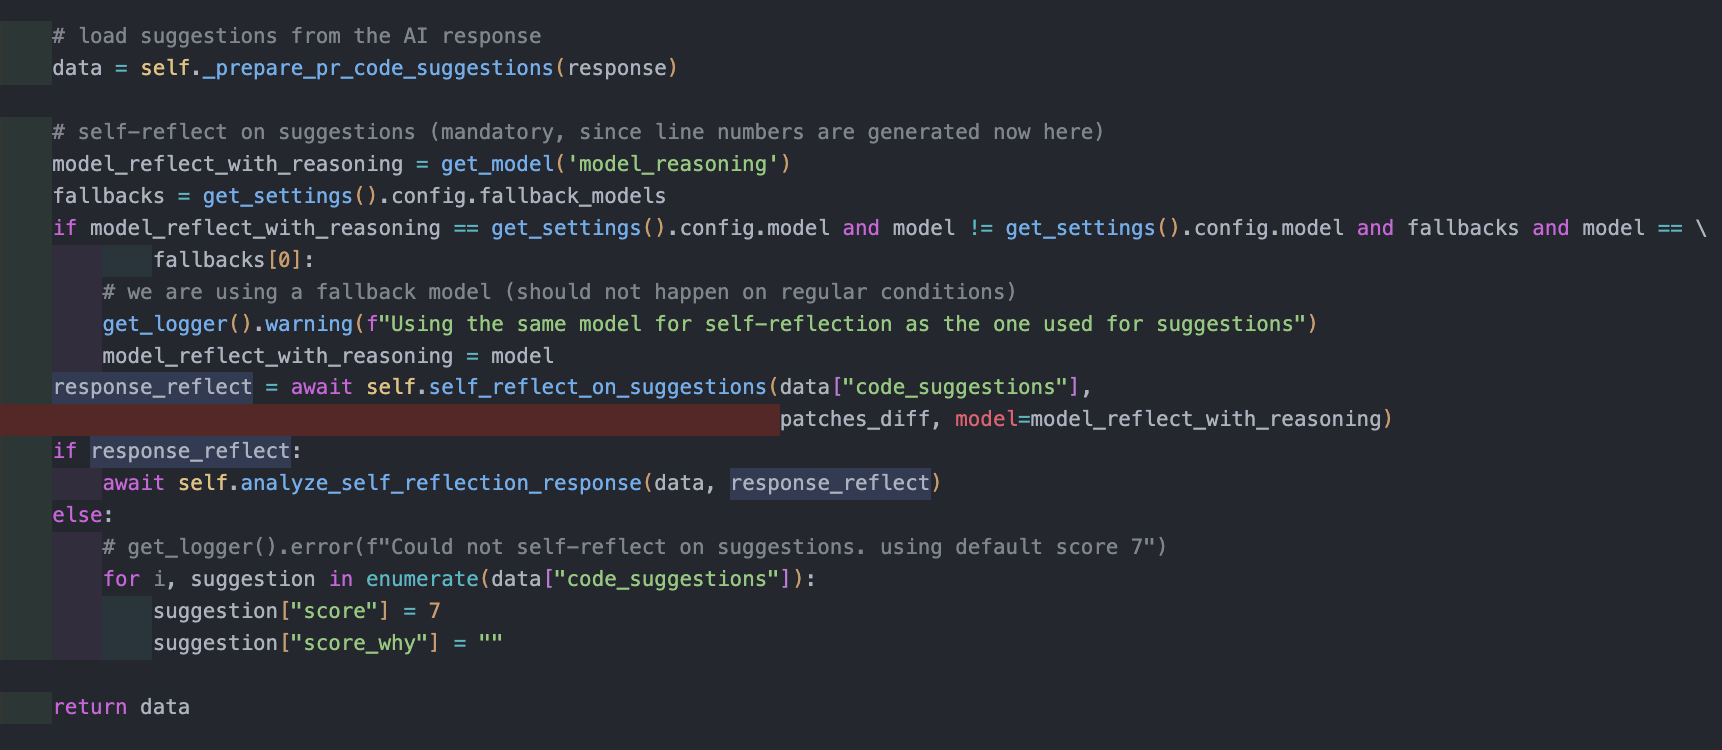 # load suggestions from the AI response
data = self._prepare_pr_code_suggestions(response)

# self-reflect on suggestions (mandatory, since line numbers are generated now here)
model_reflect_with_reasoning = get_model('model_reasoning')
fallbacks = get_settings().config.fallback_models
if model_reflect_with_reasoning == get_settings().config.model and model != get_settings().config.model and fallbacks and model == \
        fallbacks[0]:
    # we are using a fallback model (should not happen on regular conditions)
    get_logger().warning(f"Using the same model for self-reflection as the one used for suggestions")
    model_reflect_with_reasoning = model
response_reflect = await self.self_reflect_on_suggestions(data["code_suggestions"],
                                                          patches_diff, model=model_reflect_with_reasoning)
if response_reflect:
    await self.analyze_self_reflection_response(data, response_reflect)
else:
    # get_logger().error(f"Could not self-reflect on suggestions. using default score 7")
    for i, suggestion in enumerate(data["code_suggestions"]):
        suggestion["score"] = 7
        suggestion["score_why"] = ""

return data